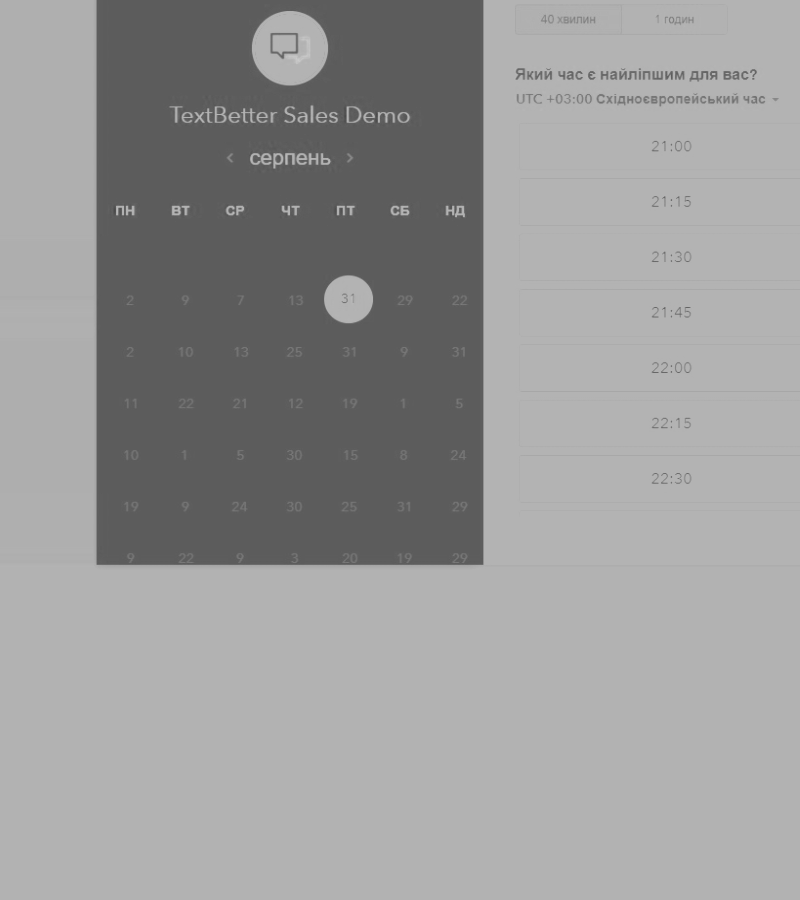 TextBetter Sales Demo
серпень
ПН ВТ СР ЧТ ПТ СБ НД
2 9 7 13 31 29 22
2 10 13 25 31 9 31
11 22 21 12 19 1 5
10 1 5 30 15 8 24
19 9 24 30 25 31 29
9 22 9 3 20 19 29
40 хвилин 1 годин
Який час є найліпшим для вас?
UTC +03:00 Східноєвропейський час
21:00
21:15
21:30
21:45
22:00
22:15
22:30